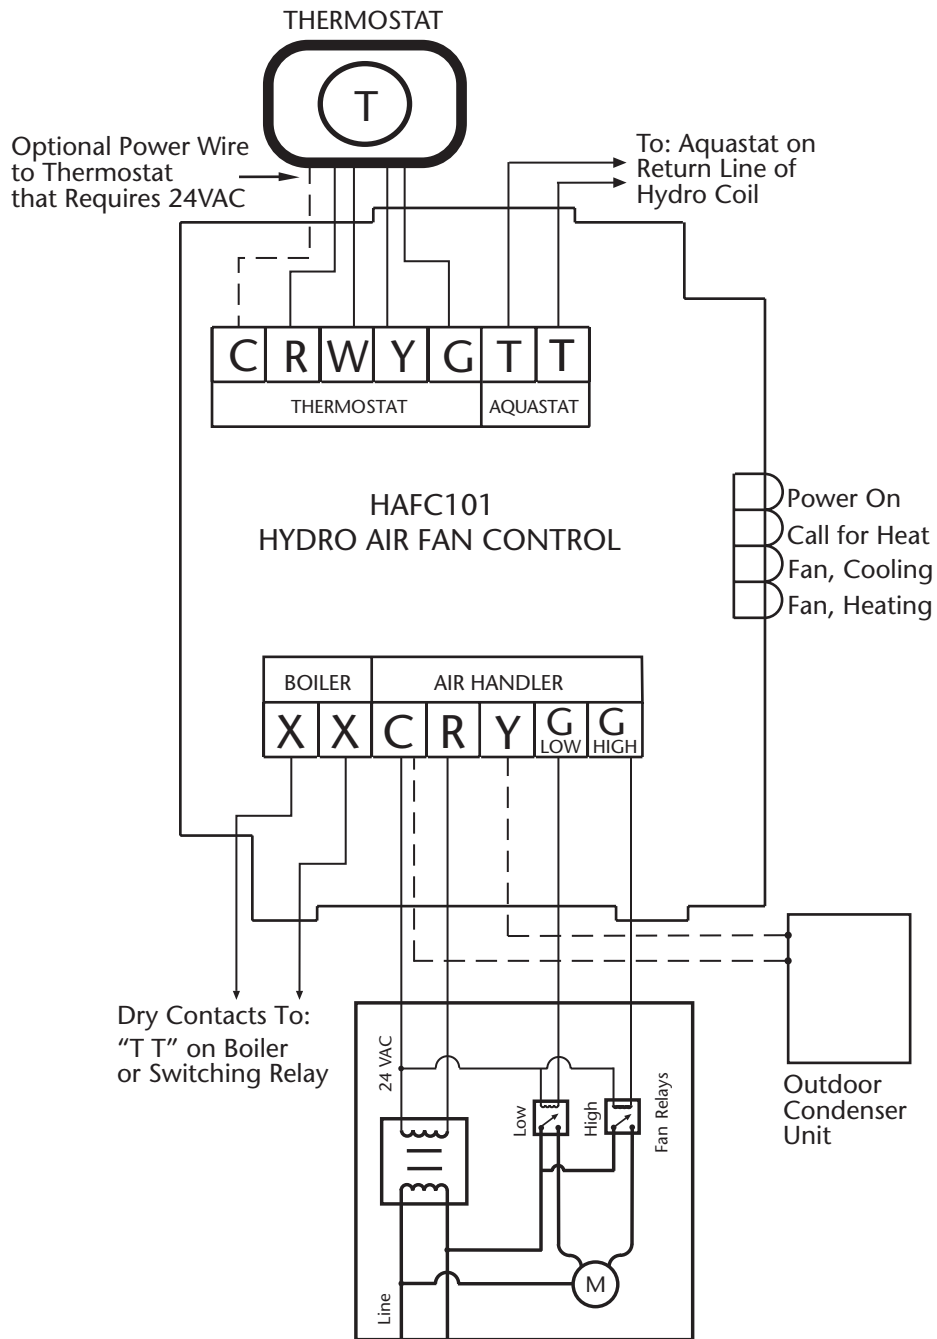 THERMOSTAT
T
Optional Power Wire
to Thermostat
that Requires 24VAC
To: Aquastat on
Return Line of
Hydro Coil
C R W Y G T T
THERMOSTAT AQUASTAT
HAFC101
HYDRO AIR FAN CONTROL
Power On
Call for Heat
Fan, Cooling
Fan, Heating
BOILER AIR HANDLER
X X C R Y G G
LOW HIGH
Dry Contacts To:
“T T” on Boiler
or Switching Relay
24 VAC
Low
High
Fan Relays
Outdoor
Condenser
Unit
M
Line